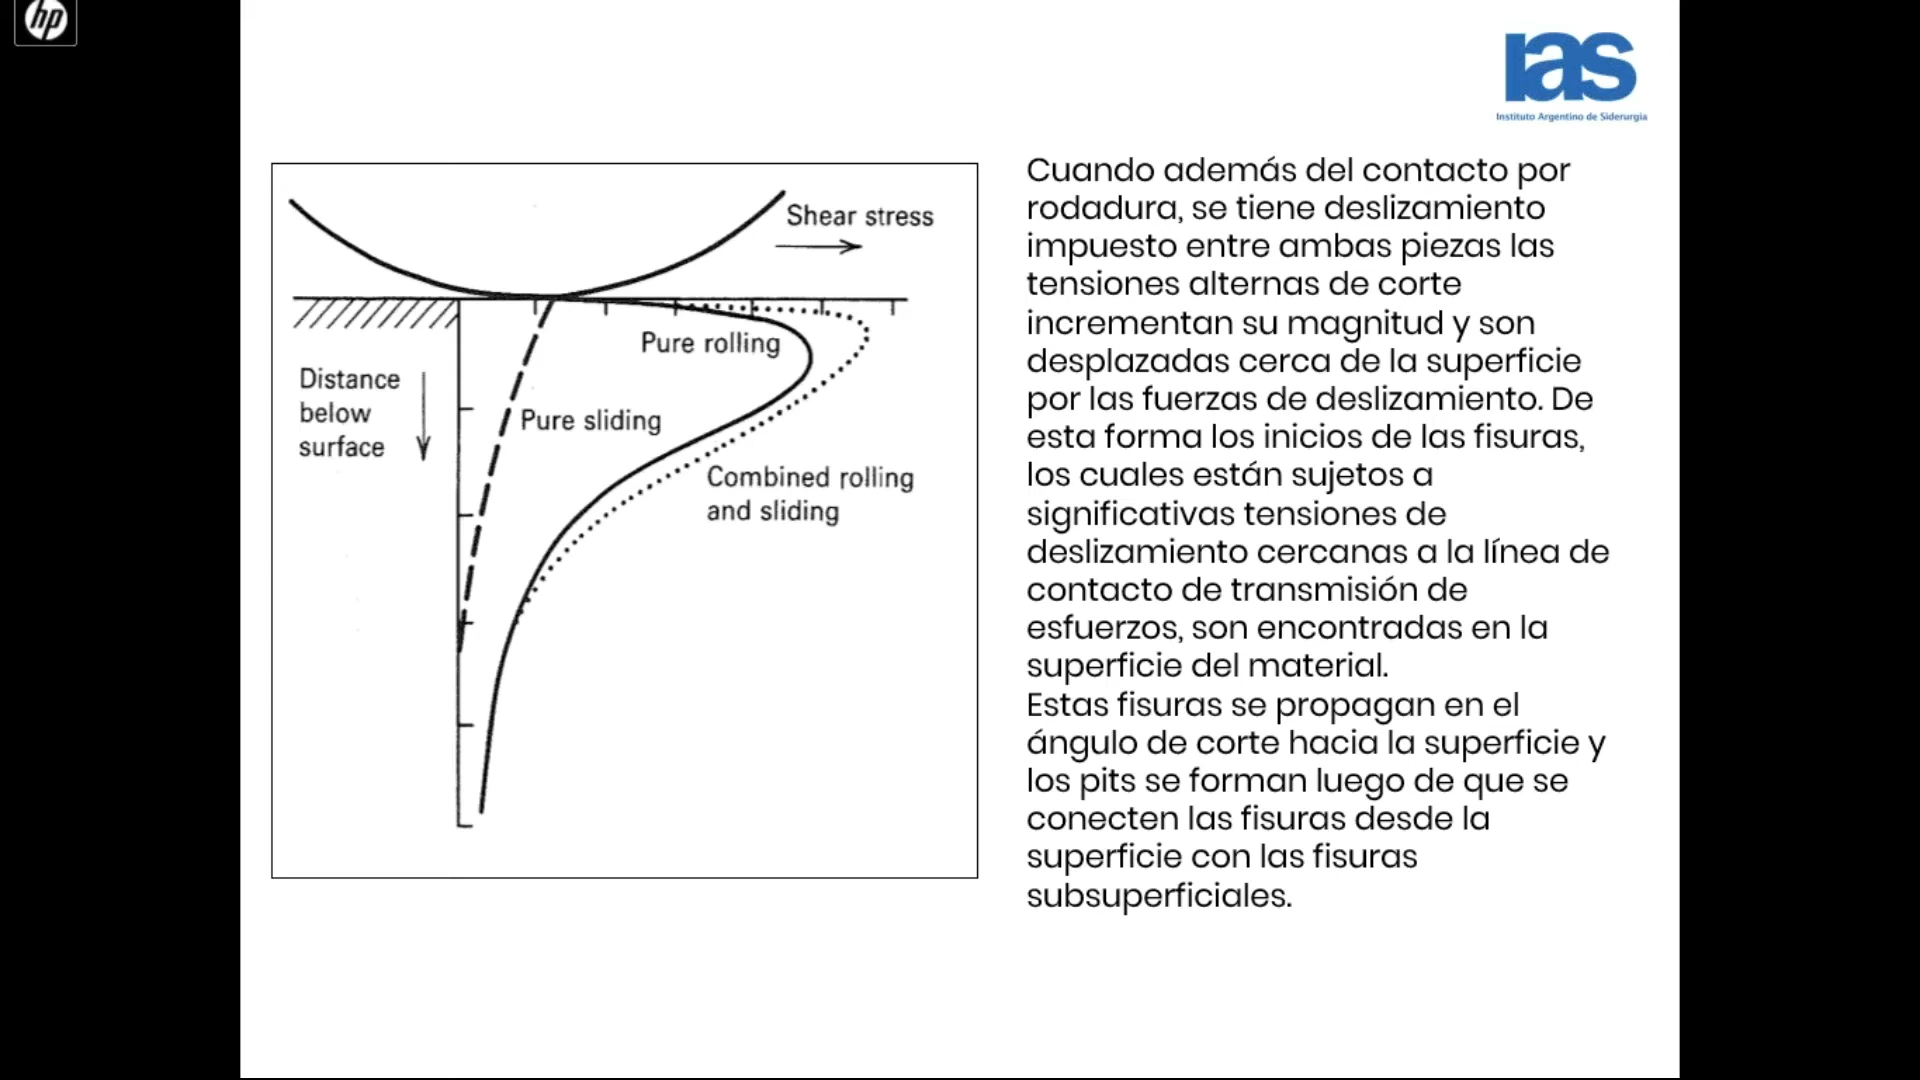 hp
ias
Instituto Argentino de Siderurgia
Shear stress
Pure rolling
Distance
below
surface
Pure sliding
Combined rolling
and sliding
Cuando además del contacto por
rodadura, se tiene deslizamiento
impuesto entre ambas piezas las
tensiones alternas de corte
incrementan su magnitud y son
desplazadas cerca de la superficie
por las fuerzas de deslizamiento. De
esta forma los inicios de las fisuras,
los cuales están sujetos a
significativas tensiones de
deslizamiento cercanas a la línea de
contacto de transmisión de
esfuerzos, son encontradas en la
superficie del material.
Estas fisuras se propagan en el
ángulo de corte hacia la superficie y
los pits se forman luego de que se
conecten las fisuras desde la
superficie con las fisuras
subsuperficiales.